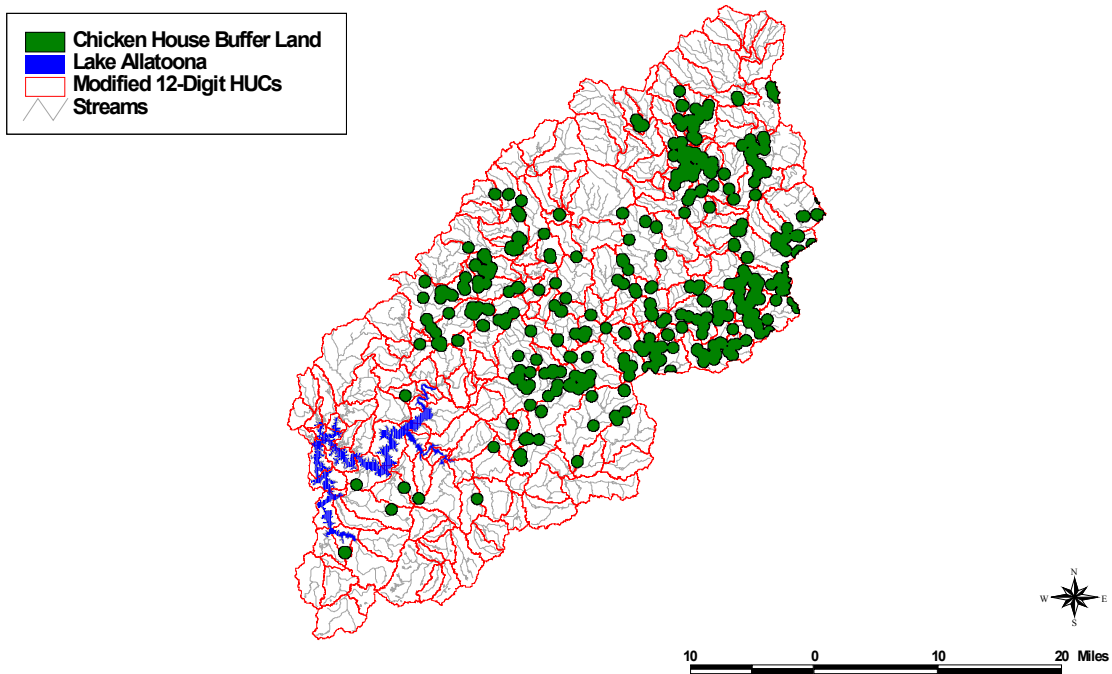 Chicken House Buffer Land
Lake Allatoona
Modified 12-Digit HUCs
Streams
N
W E
S
10 0 10 20 Miles